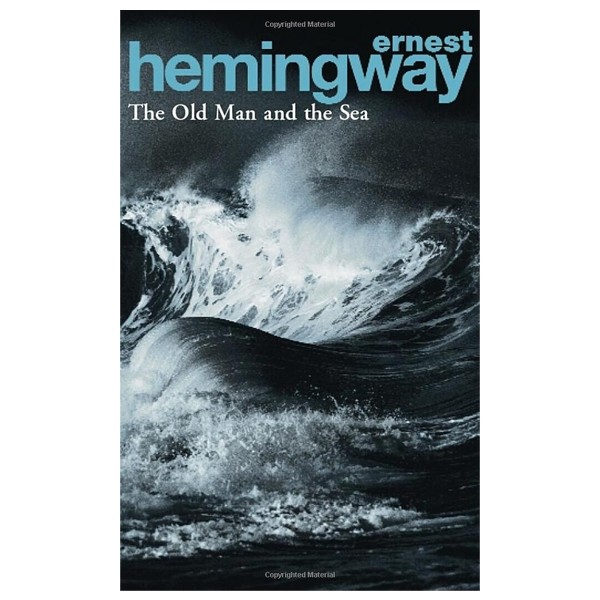 Copyrighted Material
ernest
hemingway
The Old Man and the Sea
Copyrighted Material